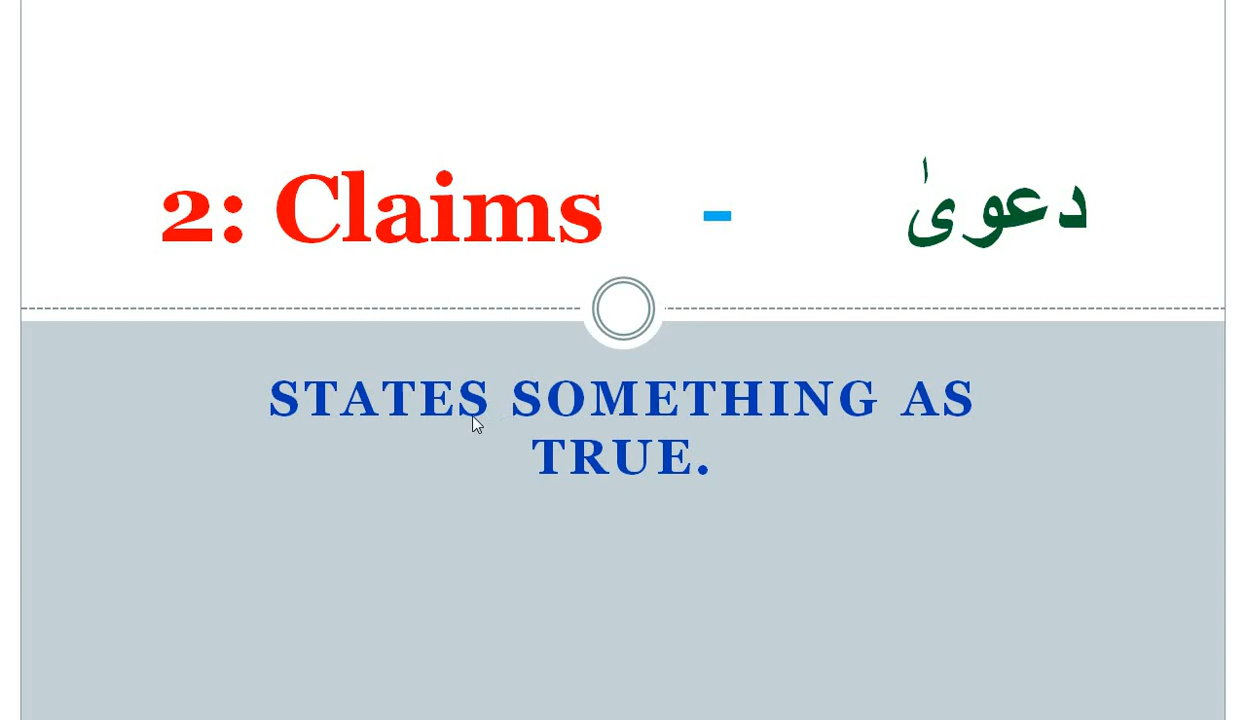 2: Claims - دعویٰ
STATES SOMETHING AS
TRUE.